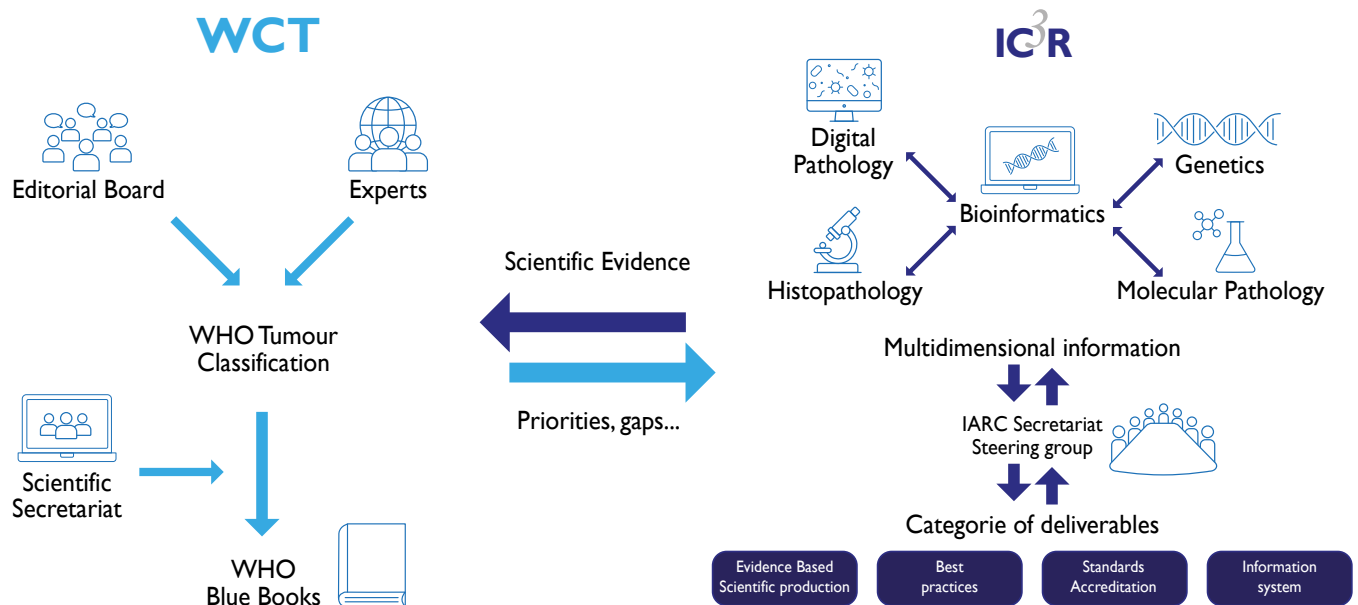 WCT
Editorial Board
Experts
WHO Tumour
Classification
Scientific
Secretariat
WHO
Blue Books
Scientific Evidence
Priorities, gaps...
IC3R
Digital
Pathology
Bioinformatics
Genetics
Histopathology
Molecular Pathology
Multidimensional information
IARC Secretariat
Steering group
Categorie of deliverables
Evidence Based
Scientific production
Best
practices
Standards
Accreditation
Information
system